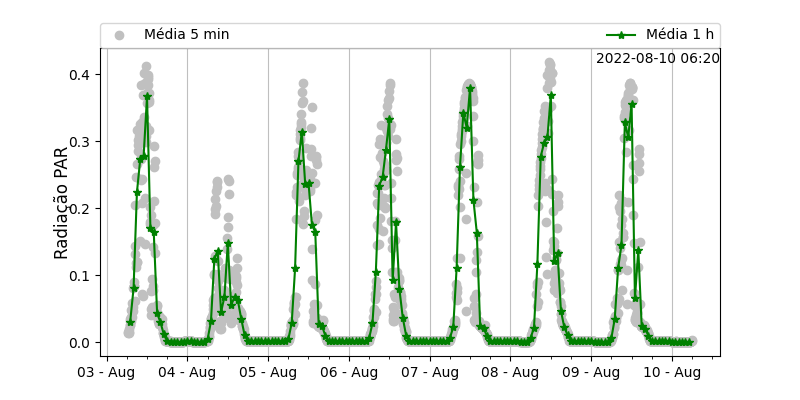 Média 5 min
Média 1 h
2022-08-10 06:20
Radiação PAR
0.4
0.3
0.2
0.1
0.0
03 - Aug
04 - Aug
05 - Aug
06 - Aug
07 - Aug
08 - Aug
09 - Aug
10 - Aug